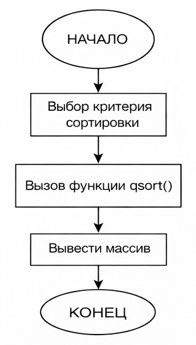 НАЧАЛО
Выбор критерия
сортировки
Вызов функции qsort()
Вывести массив
КОНЕЦ